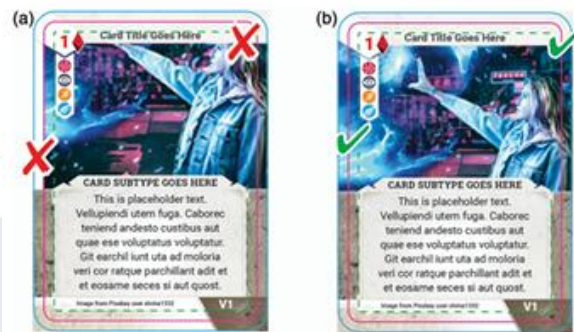 (a)
1
Card Title Goes Here
CARD SUBTYPE GOES HERE
This is placeholder text.
Vellupiendi utem fuga. Caborec
teniend andesto custibus aut
quae ese voluptatus voluptatur.
Git earchil iunt uta ad moloria
veri cor ratque parchillant adit et
et eosame seces si aut quost.
Image from Pixabay user
V1
(b)
1
Card Title Goes Here
CARD SUBTYPE GOES HERE
This is placeholder text.
Vellupiendi utem fuga. Caborec
teniend andesto custibus aut
quae ese voluptatus voluptatur.
Git earchil iunt uta ad moloria
veri cor ratque parchillant adit et
et eosame seces si aut quost.
Image from Pixabay user
V1